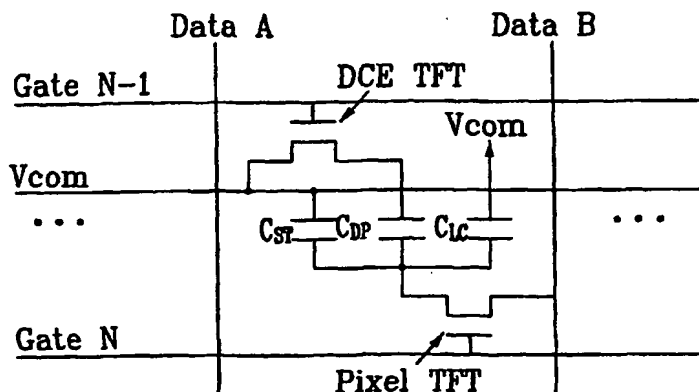 Data A
Data B
Gate N-1
DCE TFT
Vcom
Vcom
...
CST
CDP
CLC
...
Gate N
Pixel TFT